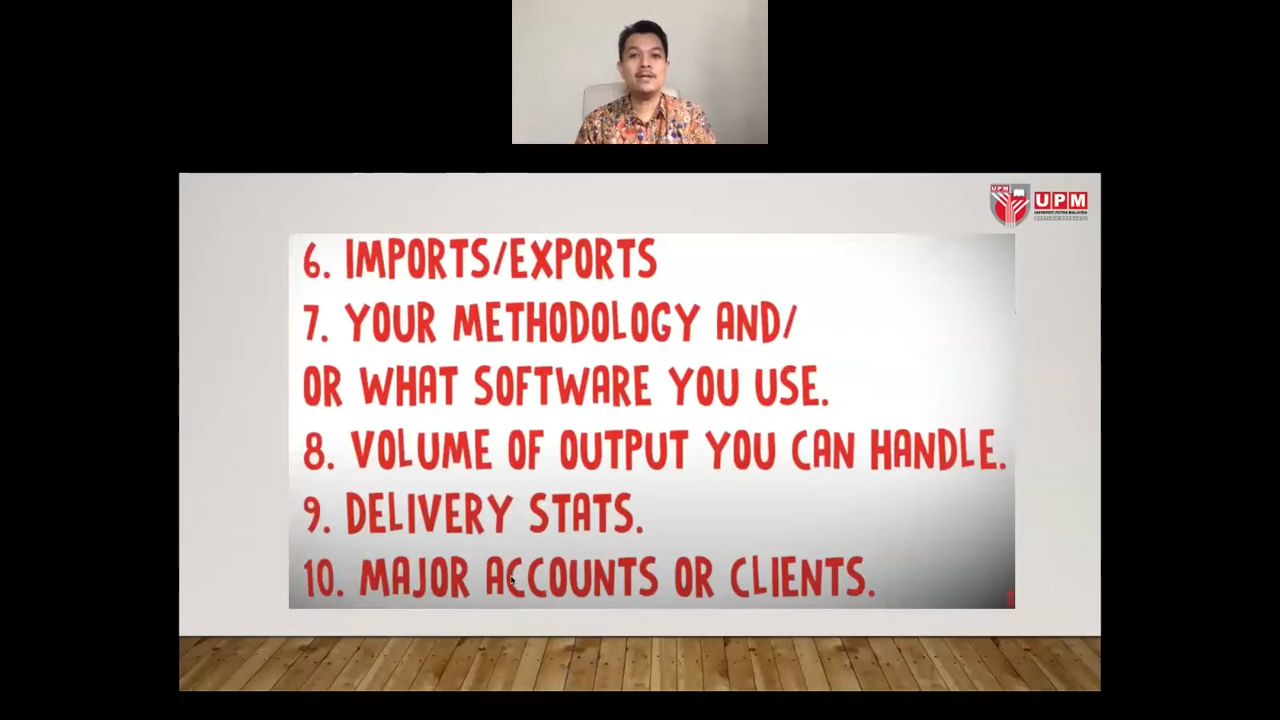 UPM
UPM
UNIVERSITI PUTRA MALAYSIA
6. IMPORTS/EXPORTS
7. YOUR METHODOLOGY AND/
OR WHAT SOFTWARE YOU USE.
8. VOLUME OF OUTPUT YOU CAN HANDLE.
9. DELIVERY STATS.
10. MAJOR ACCOUNTS OR CLIENTS.